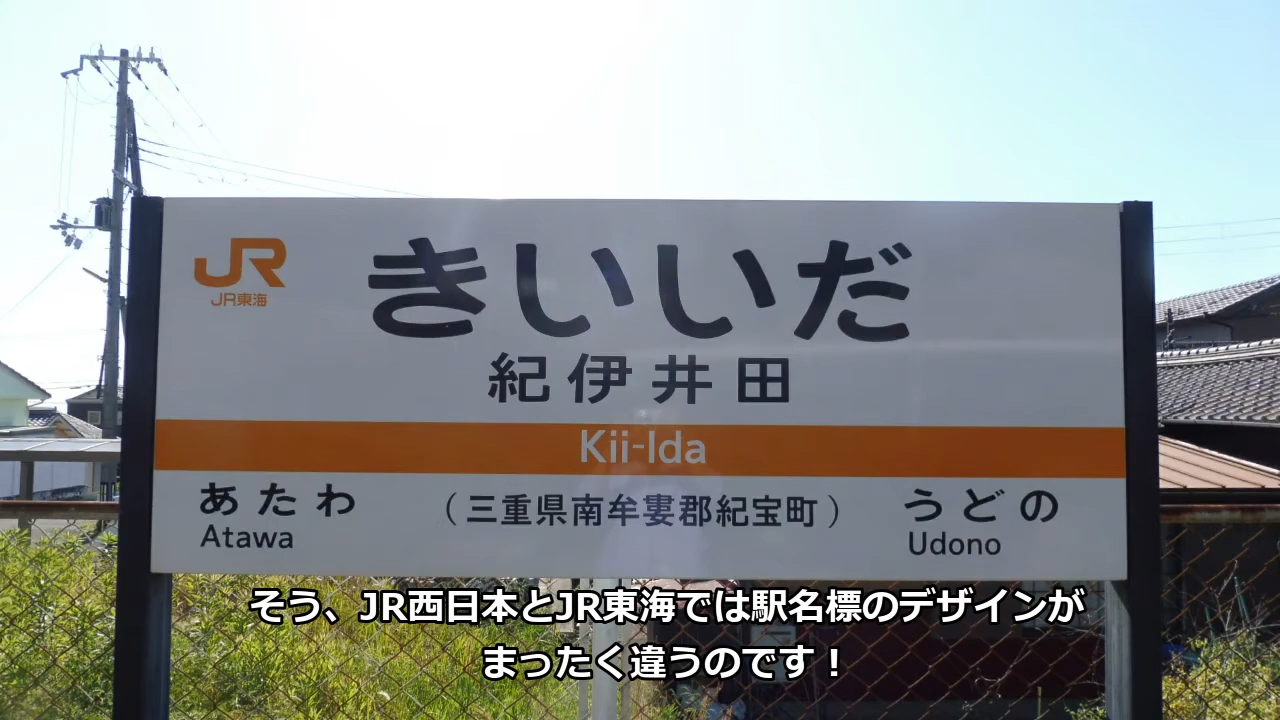 JR
JR東海
きいいだ
紀伊井田
Kii-Ida
あたわ
Atawa
(三重県南牟婁郡紀宝町)
うどの
Udono
そう、JR西日本とJR東海では駅名標のデザインが
まったく違うのです！